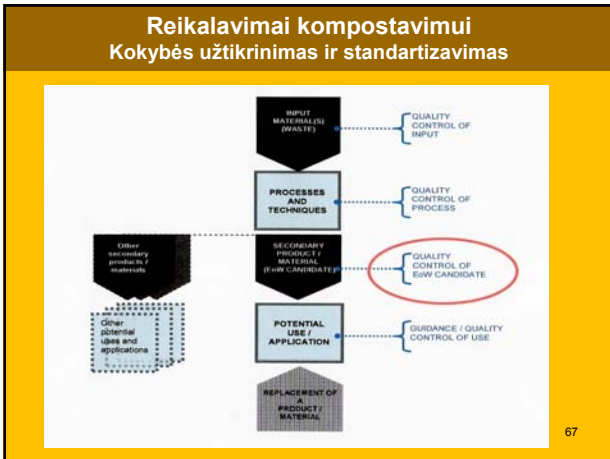 Reikalavimai kompostavimui
Kokybės užtikrinimas ir standartizavimas
INPUT
MATERIAL(S)
(WASTE)
QUALITY
CONTROL OF
INPUT
PROCESSES
AND
TECHNIQUES
QUALITY
CONTROL OF
PROCESS
Other
secondary
products /
materials
SECONDARY
PRODUCT /
MATERIAL
(EoW CANDIDATE)
QUALITY
CONTROL OF
EoW CANDIDATE
Other
potential
uses and
applications
POTENTIAL
USE /
APPLICATION
GUIDANCE / QUALITY
CONTROL OF USE
REPLACEMENT OF
A
PRODUCT /
MATERIAL
67